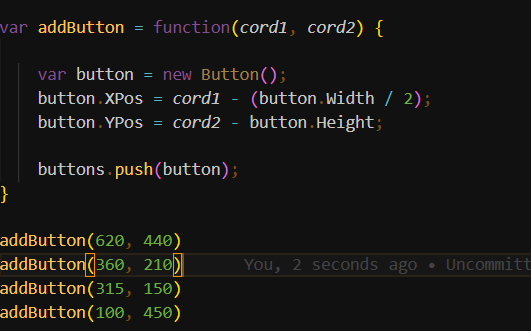 var addButton = function(cord1, cord2) {
var button = new Button();
button.XPos = cord1 - (button.Width / 2);
button.YPos = cord2 - button.Height;
buttons.push(button);
}
addButton(620, 440)
addButton(360, 210) You, 2 seconds ago • Uncommitt
addButton(315, 150)
addButton(100, 450)